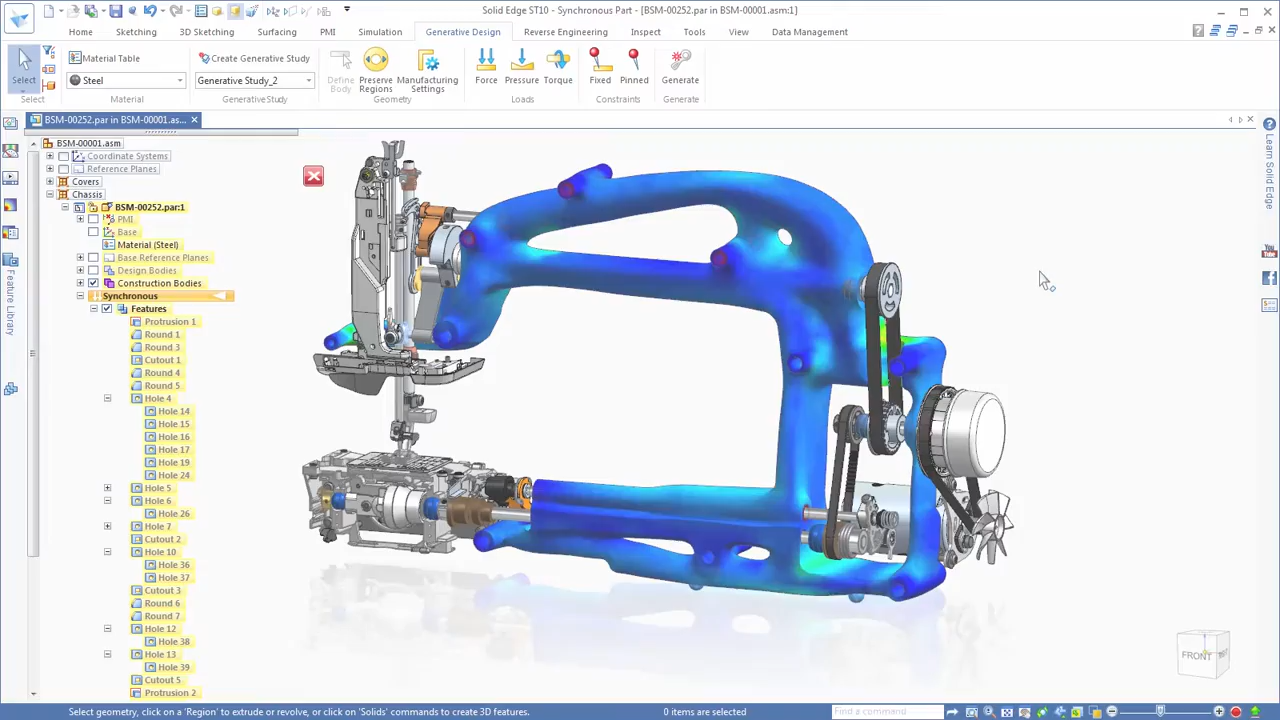 Solid Edge ST10 - Synchronous Part - [BSM-00252.par in BSM-00001.asm:1]
Home
Sketching
3D Sketching
Surfacing
PMI
Simulation
Generative Design
Reverse Engineering
Inspect
Tools
View
Data Management
Select
Select
Material Table
Steel
Material
Create Generative Study
Generative_Study_2
Generative Study
Define Body
Preserve Regions
Manufacturing Settings
Geometry
Force
Pressure
Torque
Loads
Fixed
Pinned
Constraints
Generate
Generate
BSM-00252.par in BSM-00001.as...
BSM-00001.asm
Coordinate Systems
Reference Planes
Covers
Chassis
BSM-00252.par:1
PMI
Base
Material (Steel)
Base Reference Planes
Design Bodies
Construction Bodies
Synchronous
Features
Protrusion 1
Round 1
Round 3
Cutout 1
Round 4
Round 5
Hole 4
Hole 14
Hole 15
Hole 16
Hole 17
Hole 19
Hole 24
Hole 5
Hole 6
Hole 26
Hole 7
Cutout 2
Hole 10
Hole 36
Hole 37
Cutout 3
Round 6
Round 7
Hole 12
Hole 38
Hole 13
Hole 39
Cutout 5
Protrusion 2
Feature Library
Learn Solid Edge
You Tube
FRONT
Select geometry, click on a 'Region' to extrude or revolve, or click on 'Solids' commands to create 3D features.
0 items are selected
Find a command